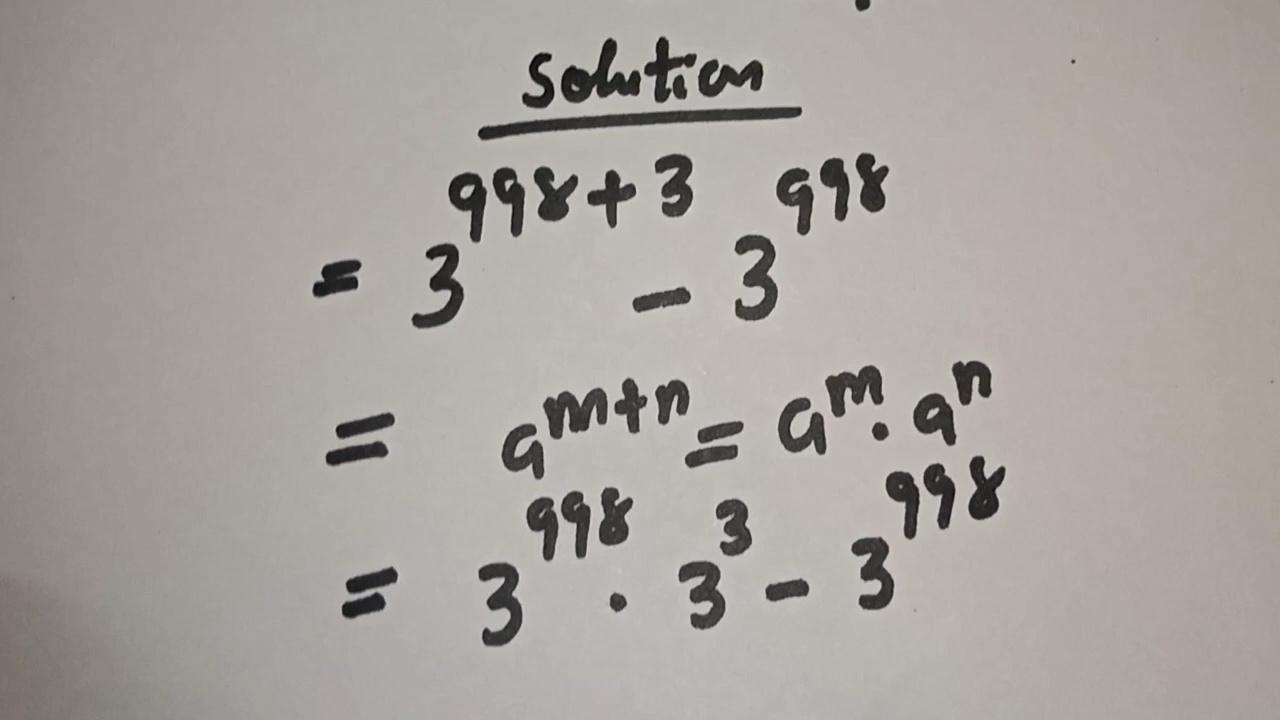 Solution
= 3^{998+3} - 3^{998}
= a^{m+n} = a^m · a^n
= 3^{998} · 3^3 - 3^{998}